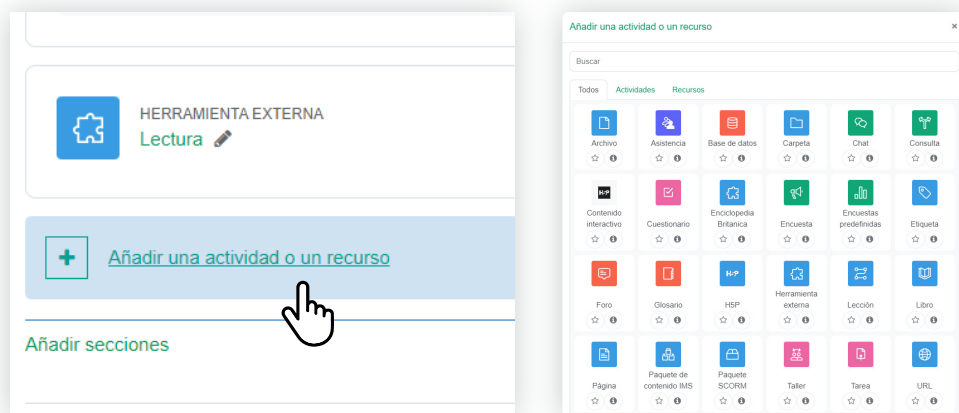 HERRAMIENTA EXTERNA
Lectura
Añadir una actividad o un recurso
Añadir secciones
Añadir una actividad o un recurso
×
Buscar
Todos Actividades Recursos
Archivo Asistencia Base de datos Carpeta Chat Consulta
H5P
Contenido interactivo Cuestionario Enciclopedia Britanica Encuesta Encuestas predefinidas Etiqueta
H5P
Foro Glosario H5P Herramienta externa Lección Libro
Página Paquete de contenido IMS Paquete SCORM Taller Tarea URL